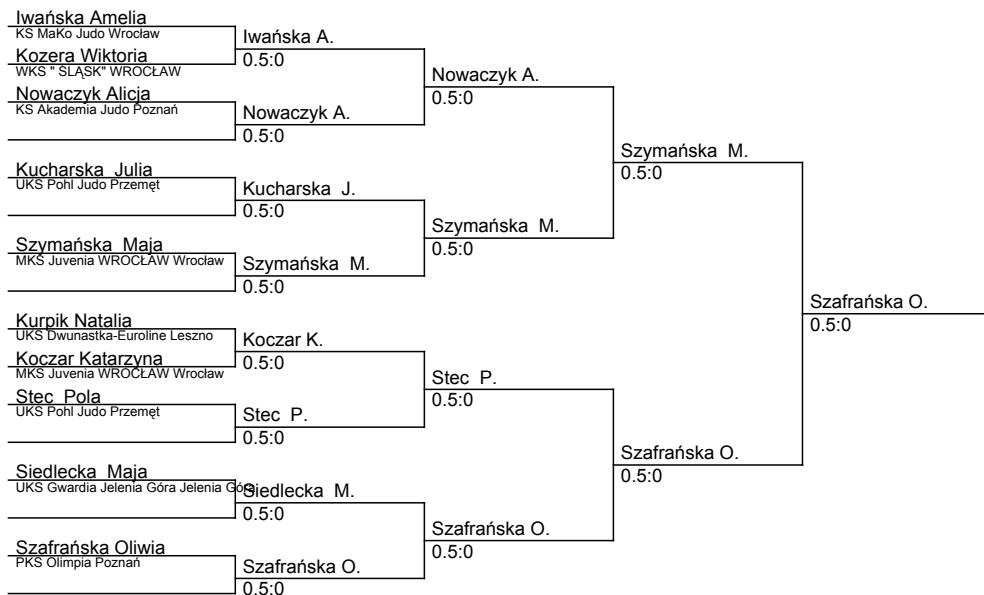 Iwańska Amelia
KS MaKo Judo Wrocław
Kozera Wiktoria
WKS " ŚLĄSK" WROCŁAW
Nowaczyk Alicja
KS Akademia Judo Poznań
Kucharska  Julia
UKS Pohl Judo Przemęt
Szymańska  Maja
MKS Juvenia WROCŁAW Wrocław
Kurpik Natalia
UKS Dwunastka-Euroline Leszno
Koczar Katarzyna
MKS Juvenia WROCŁAW Wrocław
Stec  Pola
UKS Pohl Judo Przemęt
Siedlecka  Maja
UKS Gwardia Jelenia Góra Jelenia Góra
Szafrańska Oliwia
PKS Olimpia Poznań
Iwańska A.
0.5:0
Nowaczyk A.
0.5:0
Kucharska  J.
0.5:0
Szymańska  M.
0.5:0
Koczar K.
0.5:0
Stec  P.
0.5:0
Siedlecka  M.
0.5:0
Szafrańska O.
0.5:0
Nowaczyk A.
0.5:0
Szymańska  M.
0.5:0
Stec  P.
0.5:0
Szafrańska O.
0.5:0
Szymańska  M.
0.5:0
Szafrańska O.
0.5:0
Szafrańska O.
0.5:0